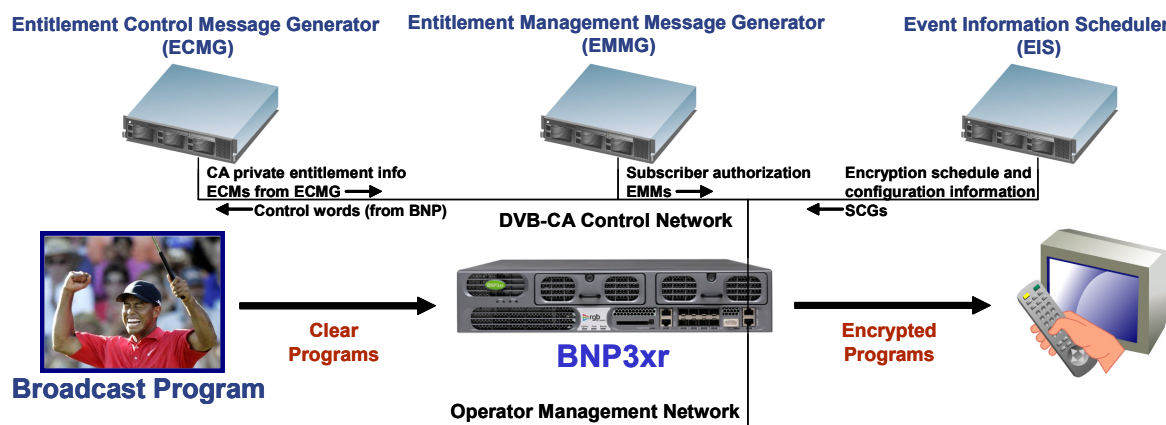 Entitlement Control Message Generator
(ECMG)
Entitlement Management Message Generator
(EMMG)
Event Information Scheduler
(EIS)
CA private entitlement info
ECMs from ECMG
Control words (from BNP)
Subscriber authorization
EMMs
Encryption schedule and
configuration information
SCGs
DVB-CA Control Network
Clear
Programs
BNP3xr
rgb
BNP3xr
Encrypted
Programs
Broadcast Program
Operator Management Network